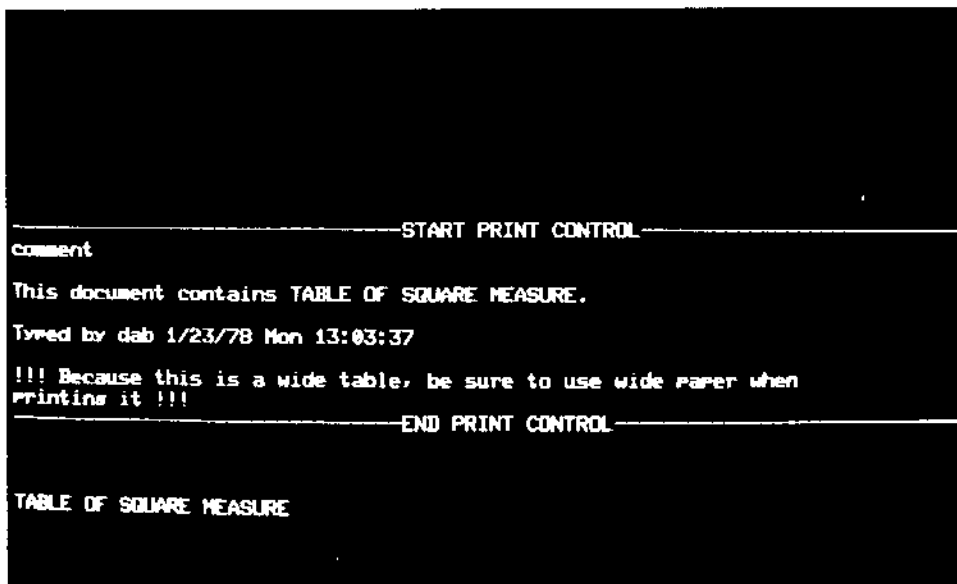 START PRINT CONTROL
comment
This document contains TABLE OF SQUARE MEASURE.
Typed by dab 1/23/78 Mon 13:03:37
!!! Because this is a wide table, be sure to use wide paper when
printing it !!!
END PRINT CONTROL
TABLE OF SQUARE MEASURE